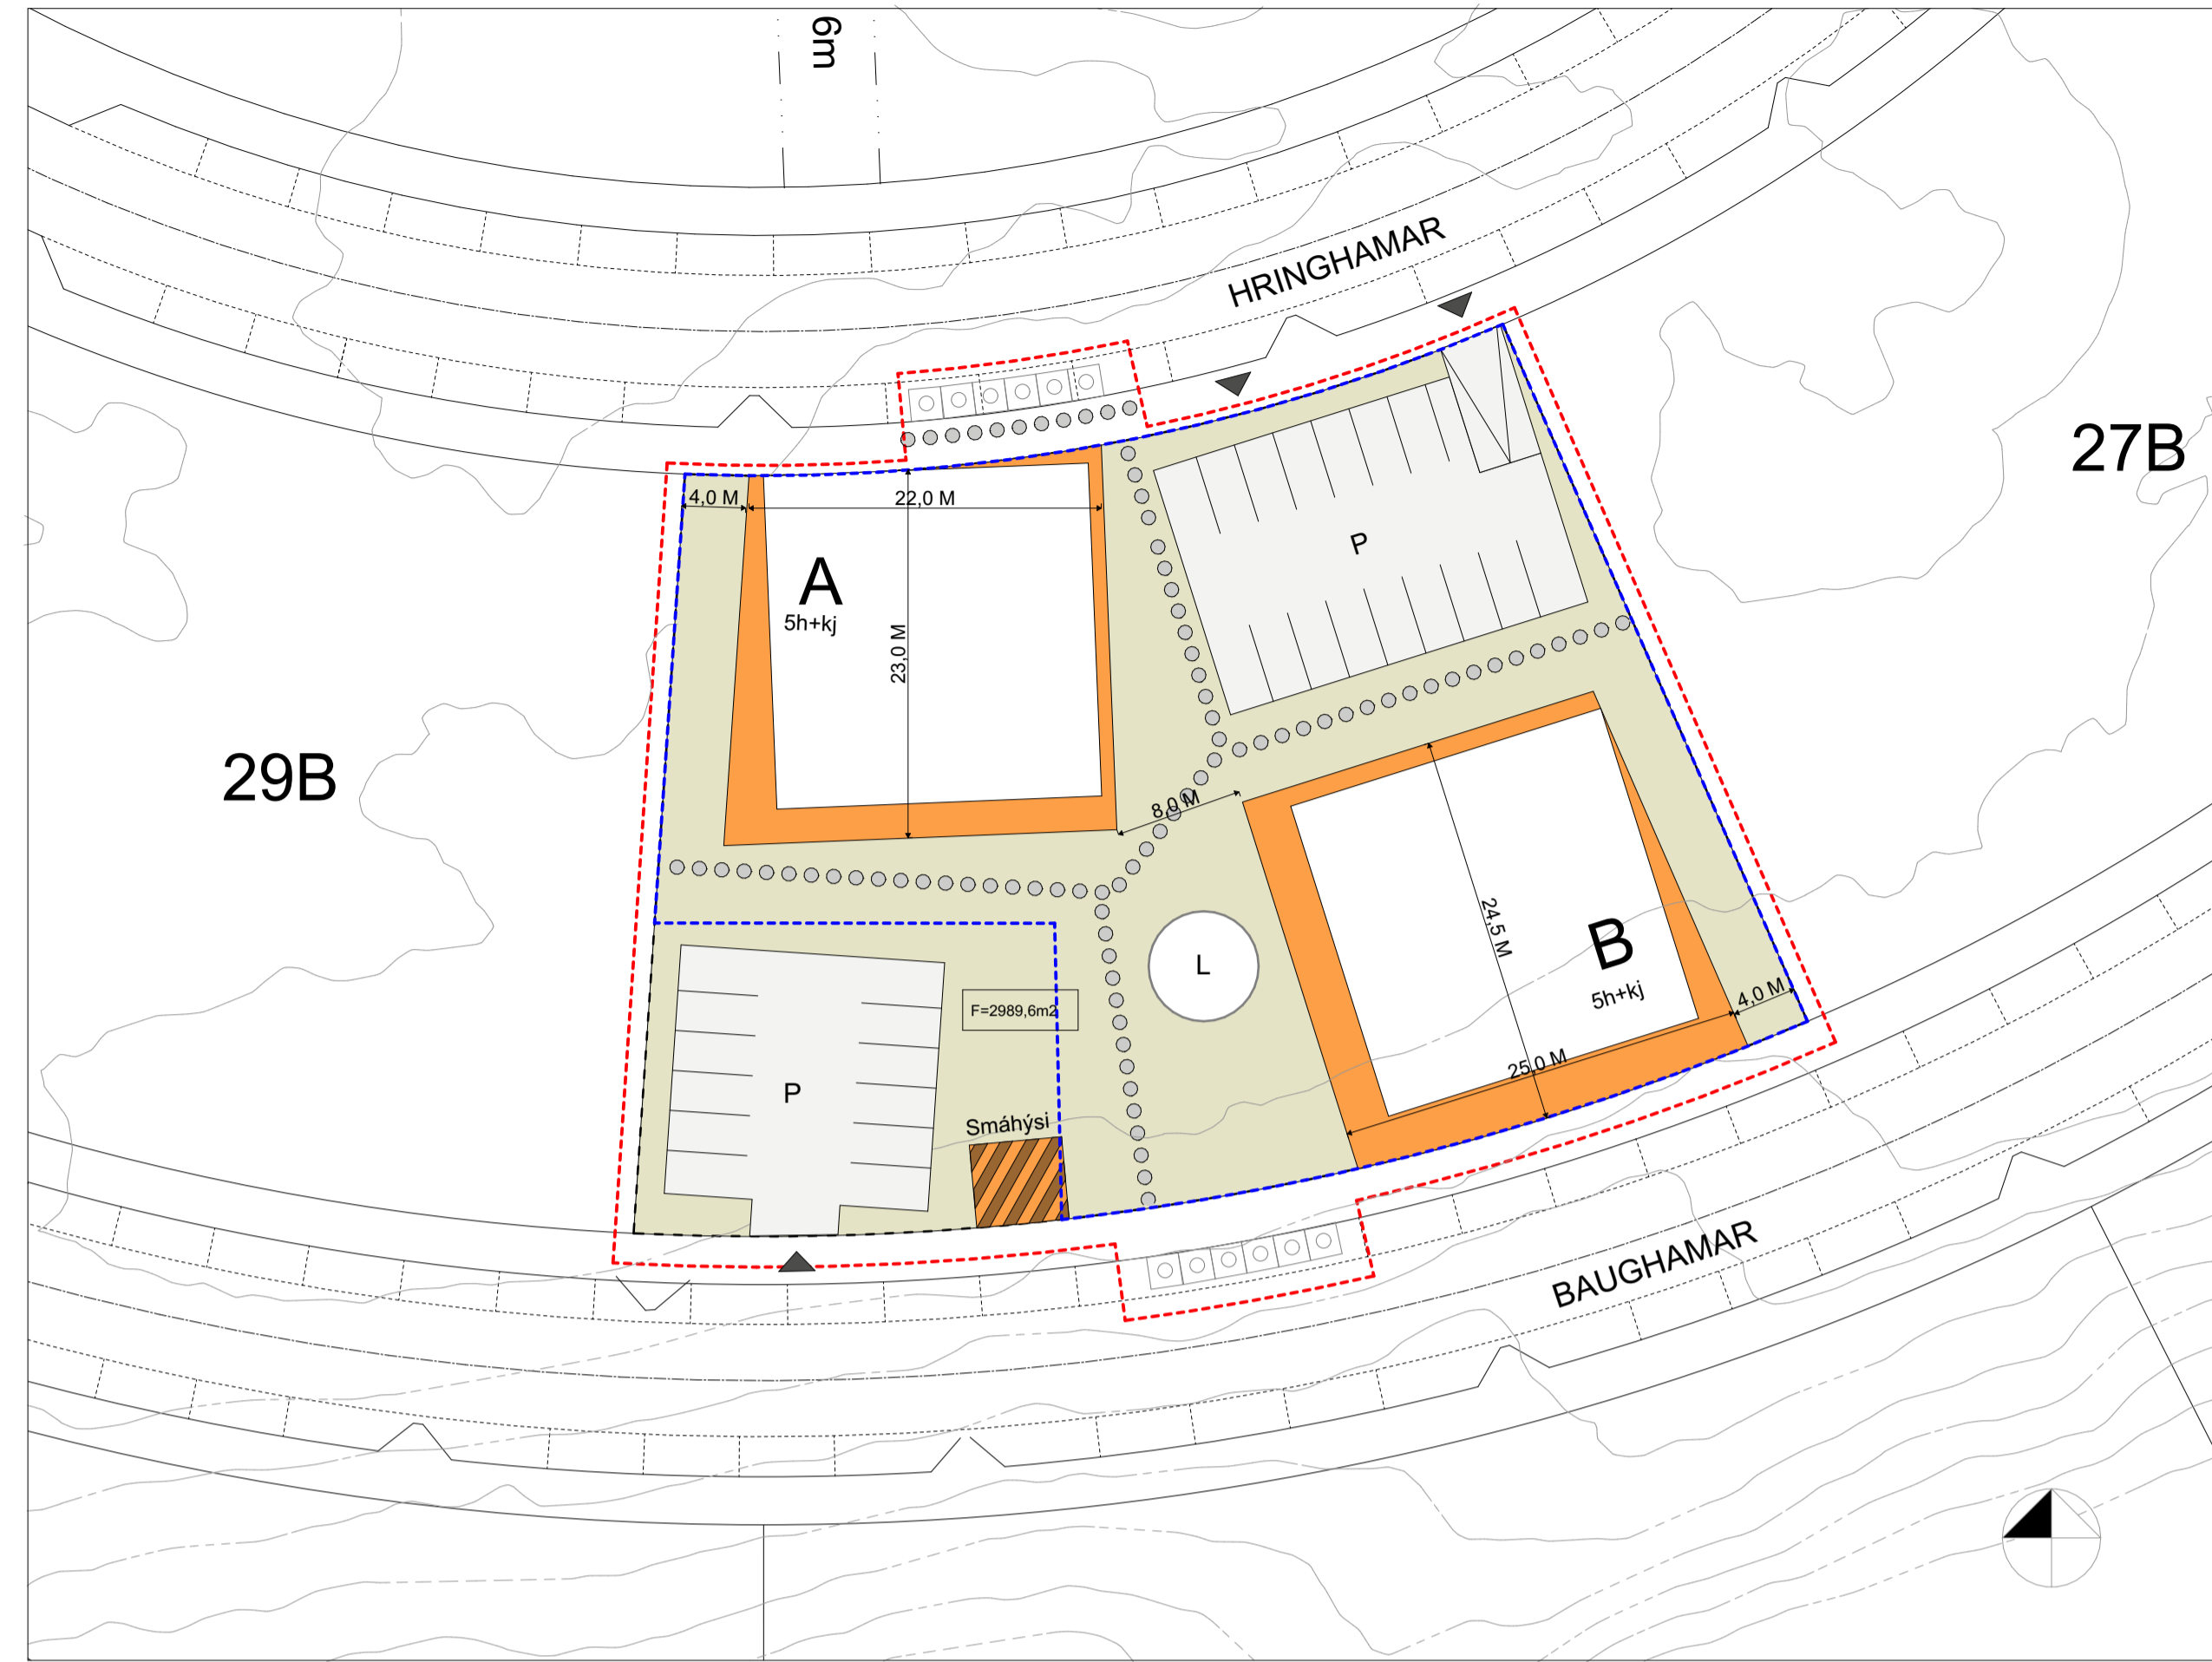 6m
HRINGHAMAR
27B
4,0 M
22,0 M
A
5h+kj
23,0 M
P
29B
8,0 M
24,5 M
B
5h+kj
L
4,0 M
F=2989,6m2
25,0 M
P
Smáhýsi
BAUGHAMAR